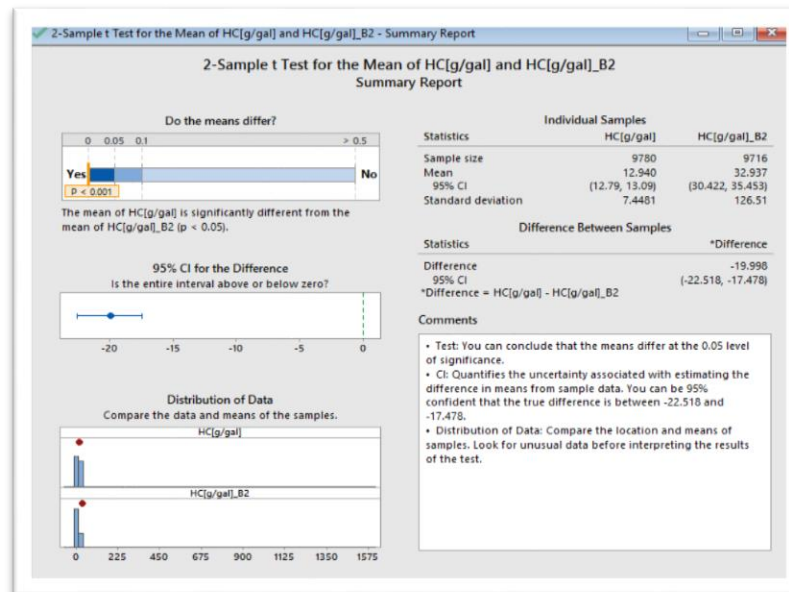 2-Sample t Test for the Mean of HC[g/gal] and HC[g/gal]_B2 - Summary Report
2-Sample t Test for the Mean of HC[g/gal] and HC[g/gal]_B2
Summary Report
Do the means differ?
0 0.05 0.1 > 0.5
Yes No
P < 0.001
The mean of HC[g/gal] is significantly different from the
mean of HC[g/gal]_B2 (p < 0.05).
95% CI for the Difference
Is the entire interval above or below zero?
-20 -15 -10 -5 0
Distribution of Data
Compare the data and means of the samples.
HC[g/gal]
HC[g/gal]_B2
0 225 450 675 900 1125 1350 1575
Individual Samples
Statistics HC[g/gal] HC[g/gal]_B2
Sample size 9780 9716
Mean 12.940 32.937
95% CI (12.79, 13.09) (30.422, 35.453)
Standard deviation 7.4481 126.51
Difference Between Samples
Statistics *Difference
Difference -19.998
95% CI (-22.518, -17.478)
*Difference = HC[g/gal] - HC[g/gal]_B2
Comments
• Test: You can conclude that the means differ at the 0.05 level
of significance.
• CI: Quantifies the uncertainty associated with estimating the
difference in means from sample data. You can be 95%
confident that the true difference is between -22.518 and
-17.478.
• Distribution of Data: Compare the location and means of
samples. Look for unusual data before interpreting the results
of the test.